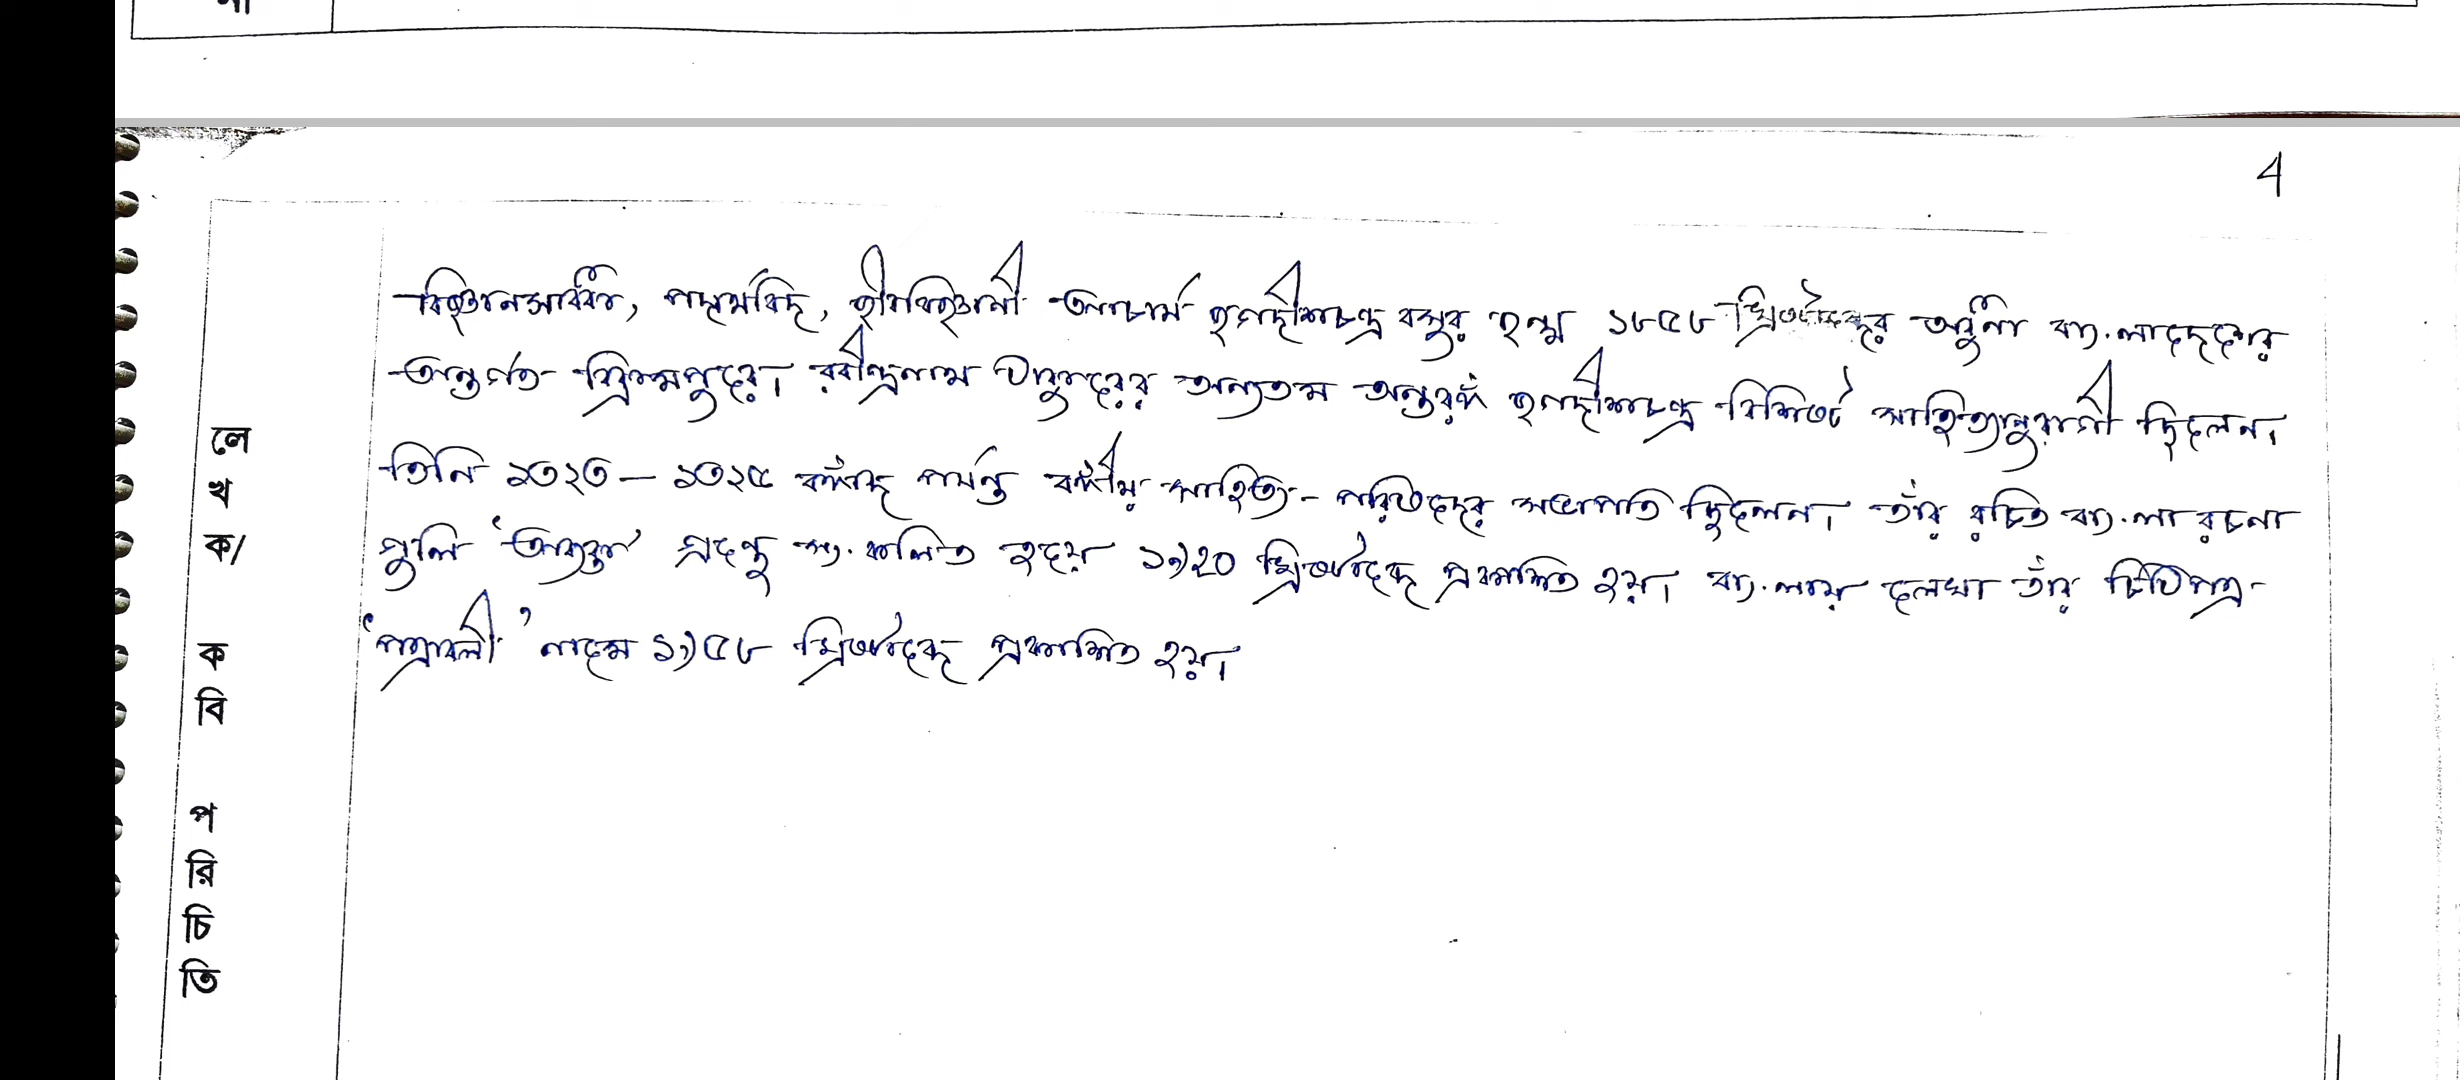 4
বিজ্ঞানসাধক, পদার্থবিদ, জীববিজ্ঞানী আচার্য জগদীশচন্দ্র বসুর জন্ম ১৮৫৮ খ্রিস্টাব্দের অধুনা বাংলাদেশের
অন্তর্গত বিক্রমপুরে। রবীন্দ্রনাথ ঠাকুরের অন্যতম অন্তরঙ্গ জগদীশচন্দ্র বিশিষ্ট সাহিত্যানুরাগী ছিলেন।
তিনি ১৩২৩ – ১৩২৫ বঙ্গাব্দ পর্যন্ত বঙ্গীয় সাহিত্য - পরিষদের সভাপতি ছিলেন। তাঁর রচিত বাংলা রচনা
গুলি 'অব্যক্ত' গ্রন্থে সংকলিত হয়ে ১৯২০ খ্রিস্টাব্দে প্রকাশিত হয়। বাংলায় লেখা তাঁর চিঠিপত্র
'পত্রাবলী' নামে ১৯৫৮ খ্রিস্টাব্দে প্রকাশিত হয়।
লে
খ
ক/
ক
বি
প
রি
চি
তি